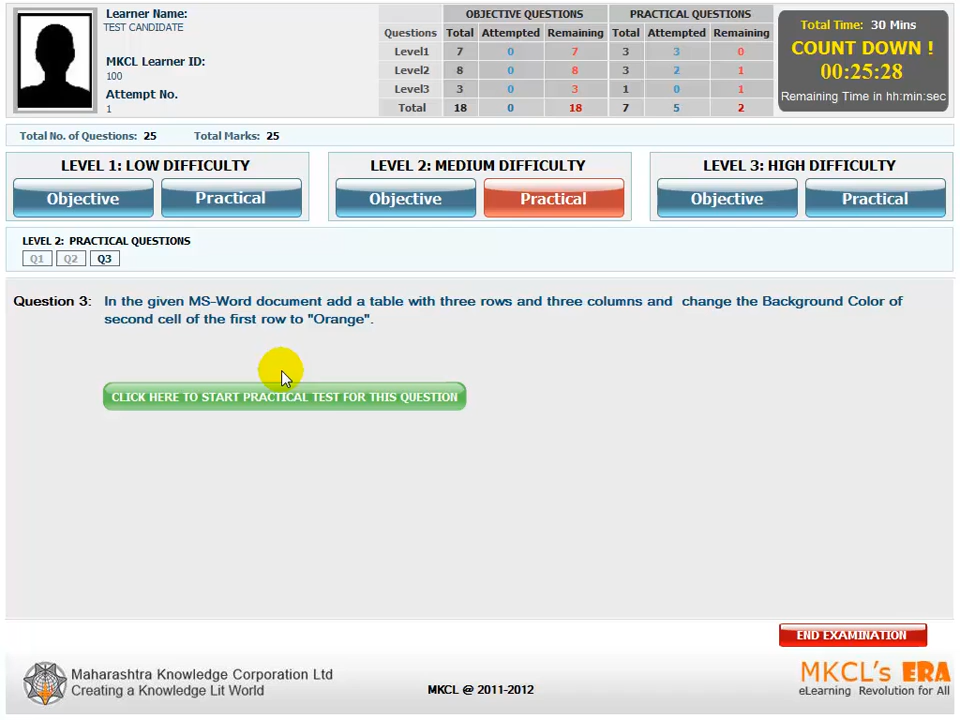 Learner Name:
TEST CANDIDATE
MKCL Learner ID:
100
Attempt No.
1
OBJECTIVE QUESTIONS PRACTICAL QUESTIONS
Questions Total Attempted Remaining Total Attempted Remaining
Level1 7 0 7 3 3 0
Level2 8 0 8 3 2 1
Level3 3 0 3 1 0 1
Total 18 0 18 7 5 2
Total Time: 30 Mins
COUNT DOWN !
00:25:28
Remaining Time in hh:min:sec
Total No. of Questions: 25 Total Marks: 25
LEVEL 1: LOW DIFFICULTY
Objective Practical
LEVEL 2: MEDIUM DIFFICULTY
Objective Practical
LEVEL 3: HIGH DIFFICULTY
Objective Practical
LEVEL 2: PRACTICAL QUESTIONS
Q1 Q2 Q3
Question 3: In the given MS-Word document add a table with three rows and three columns and change the Background Color of
second cell of the first row to "Orange".
CLICK HERE TO START PRACTICAL TEST FOR THIS QUESTION
END EXAMINATION
Maharashtra Knowledge Corporation Ltd
Creating a Knowledge Lit World
MKCL @ 2011-2012
MKCL's ERA
eLearning Revolution for All